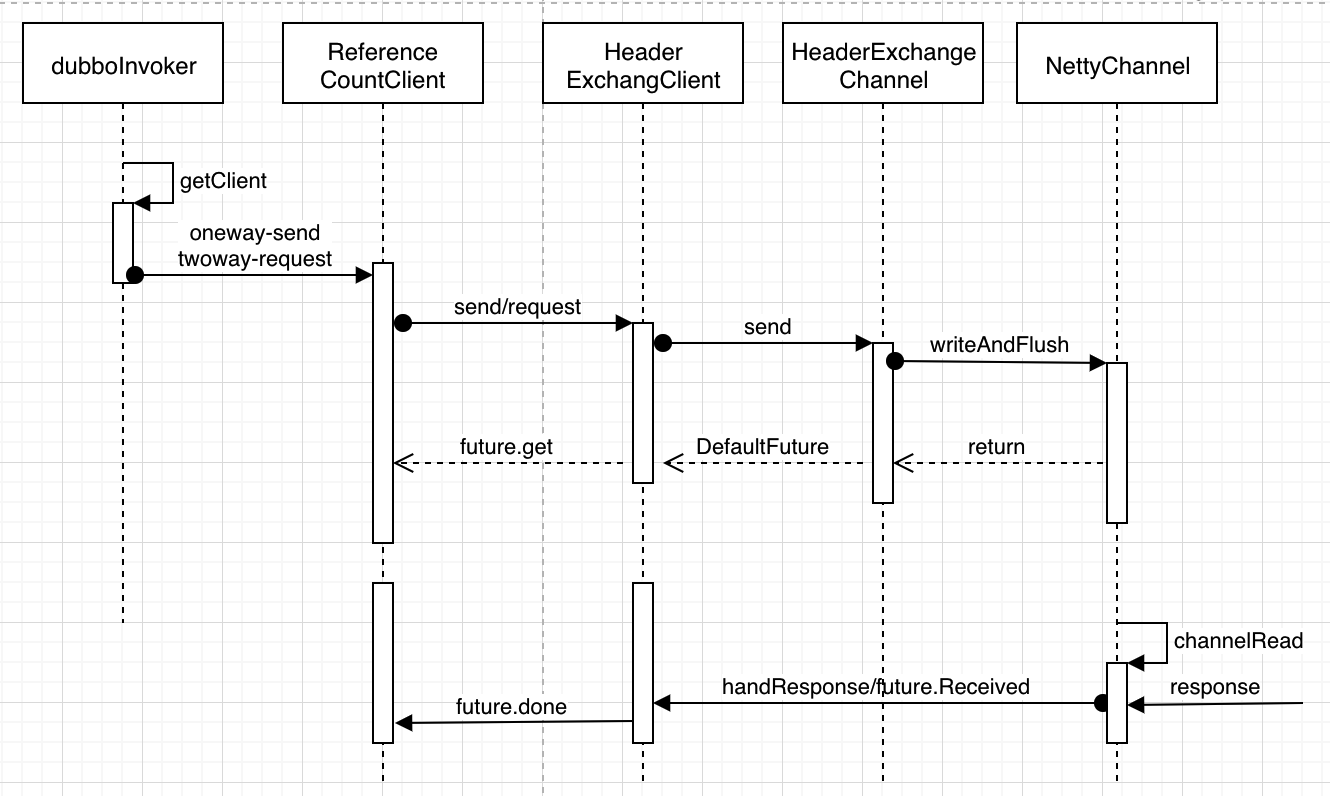 dubboInvoker
Reference
CountClient
Header
ExchangClient
HeaderExchange
Channel
NettyChannel
getClient
oneway-send
twoway-request
send/request
send
writeAndFlush
future.get
DefaultFuture
return
channelRead
handResponse/future.Received
response
future.done